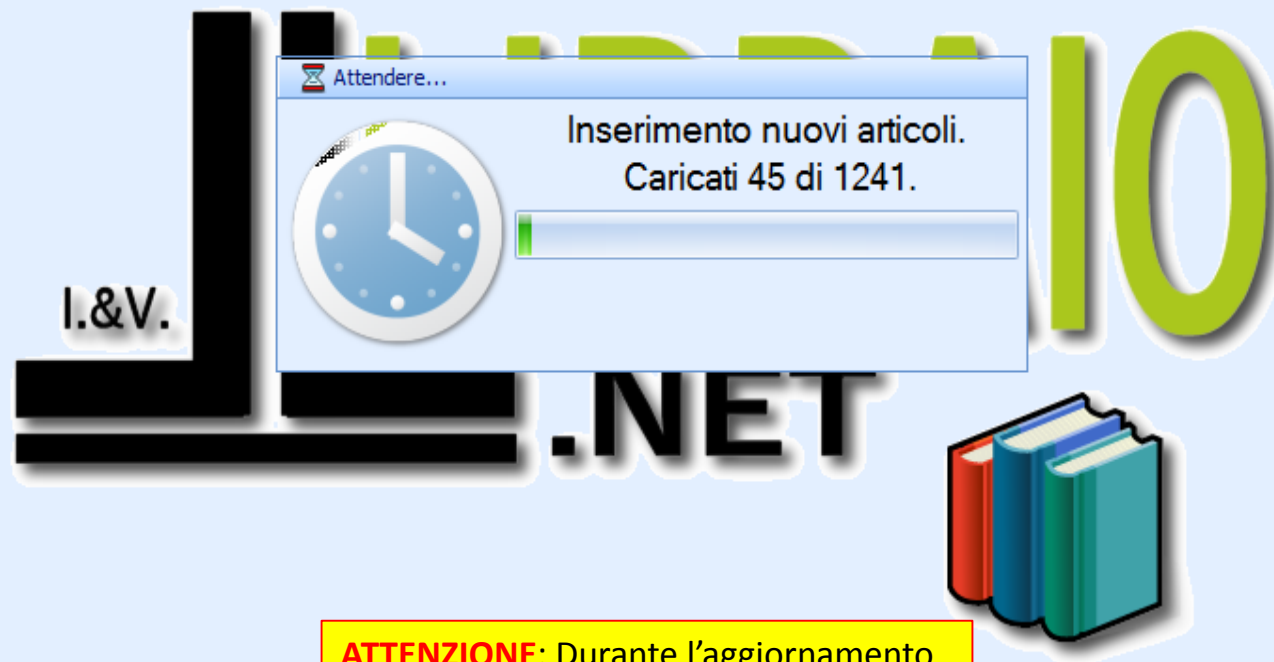 Attendere...
Inserimento nuovi articoli.
Caricati 45 di 1241.
I.&V.
.NET
ATTENZIONE: Durante l'aggiornamento